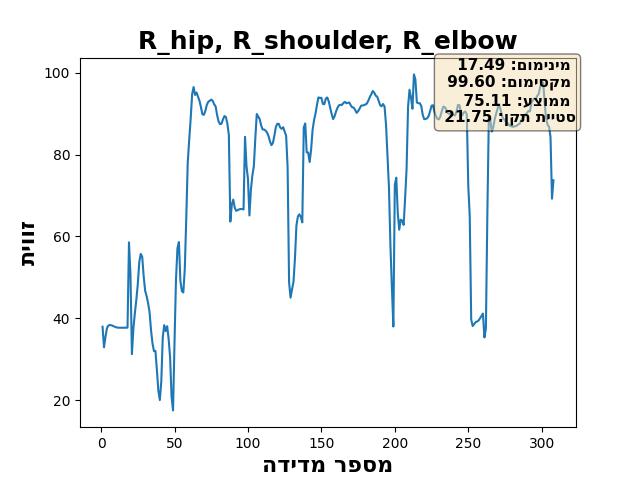 R_hip, R_shoulder, R_elbow
מינימום: 17.49
מקסימום: 99.60
ממוצע: 75.11
סטיית תקן: 21.75
זווית
100
80
60
40
20
0 50 100 150 200 250 300
מספר מדידה